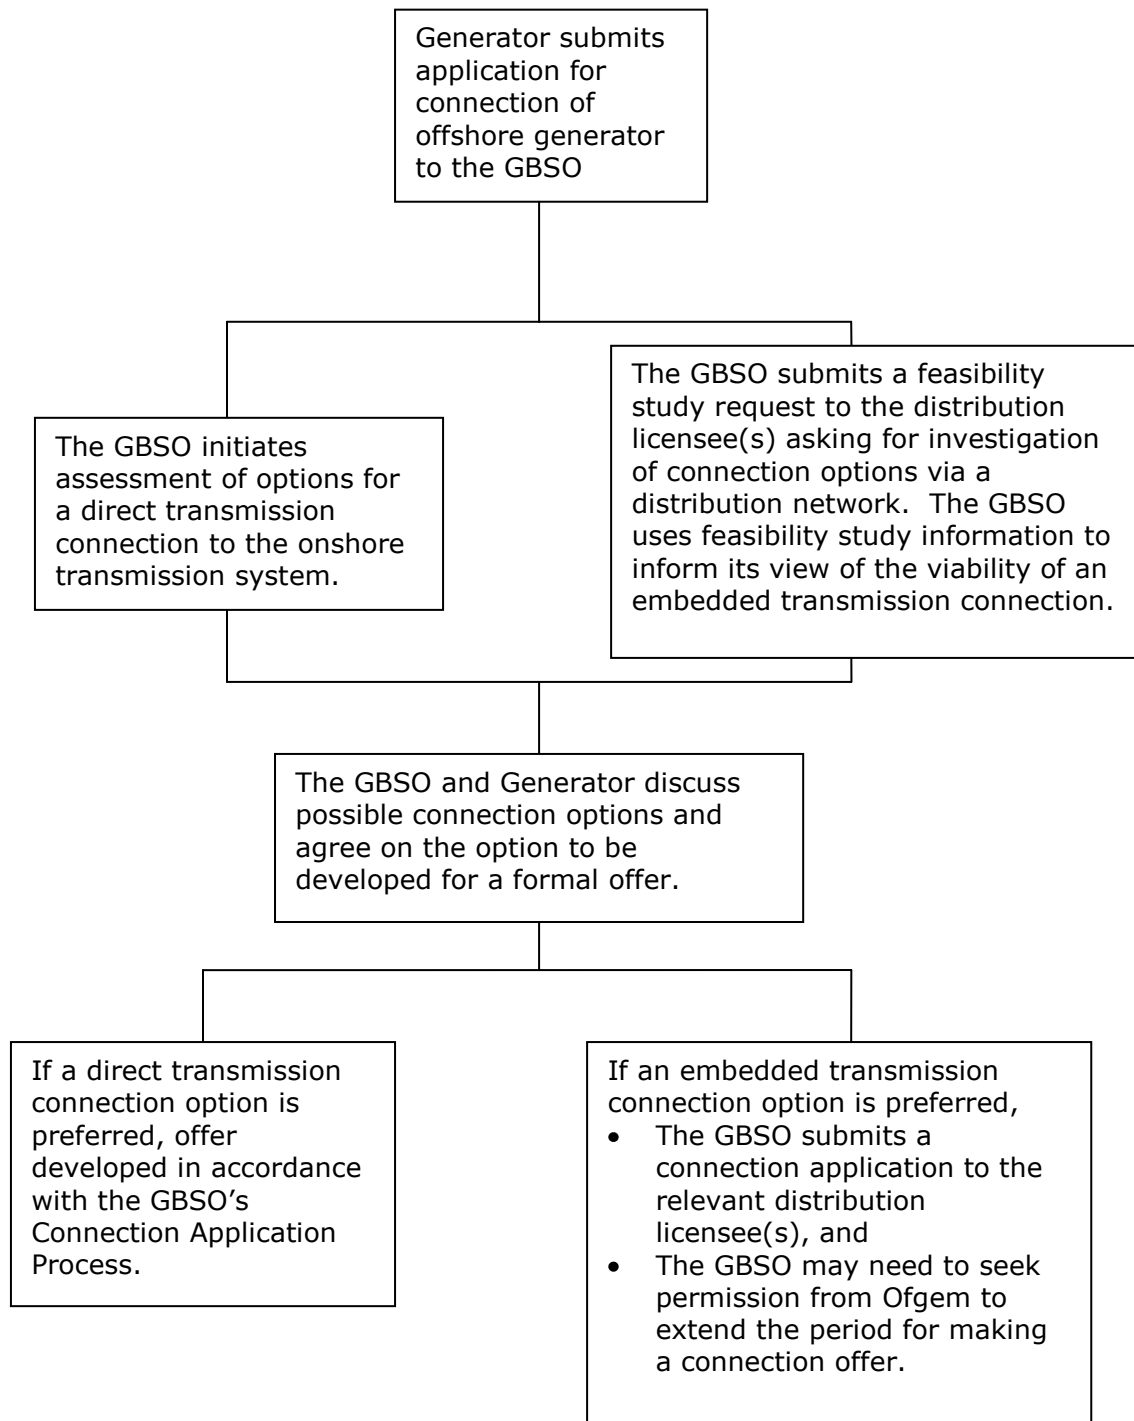 Generator submits
application for
connection of
offshore generator
to the GBSO
The GBSO initiates
assessment of options for
a direct transmission
connection to the onshore
transmission system.
The GBSO submits a feasibility
study request to the distribution
licensee(s) asking for investigation
of connection options via a
distribution network.  The GBSO
uses feasibility study information to
inform its view of the viability of an
embedded transmission connection.
The GBSO and Generator discuss
possible connection options and
agree on the option to be
developed for a formal offer.
If a direct transmission
connection option is
preferred, offer
developed in accordance
with the GBSO’s
Connection Application
Process.
If an embedded transmission
connection option is preferred,
• The GBSO submits a
connection application to the
relevant distribution
licensee(s), and
• The GBSO may need to seek
permission from Ofgem to
extend the period for making
a connection offer.